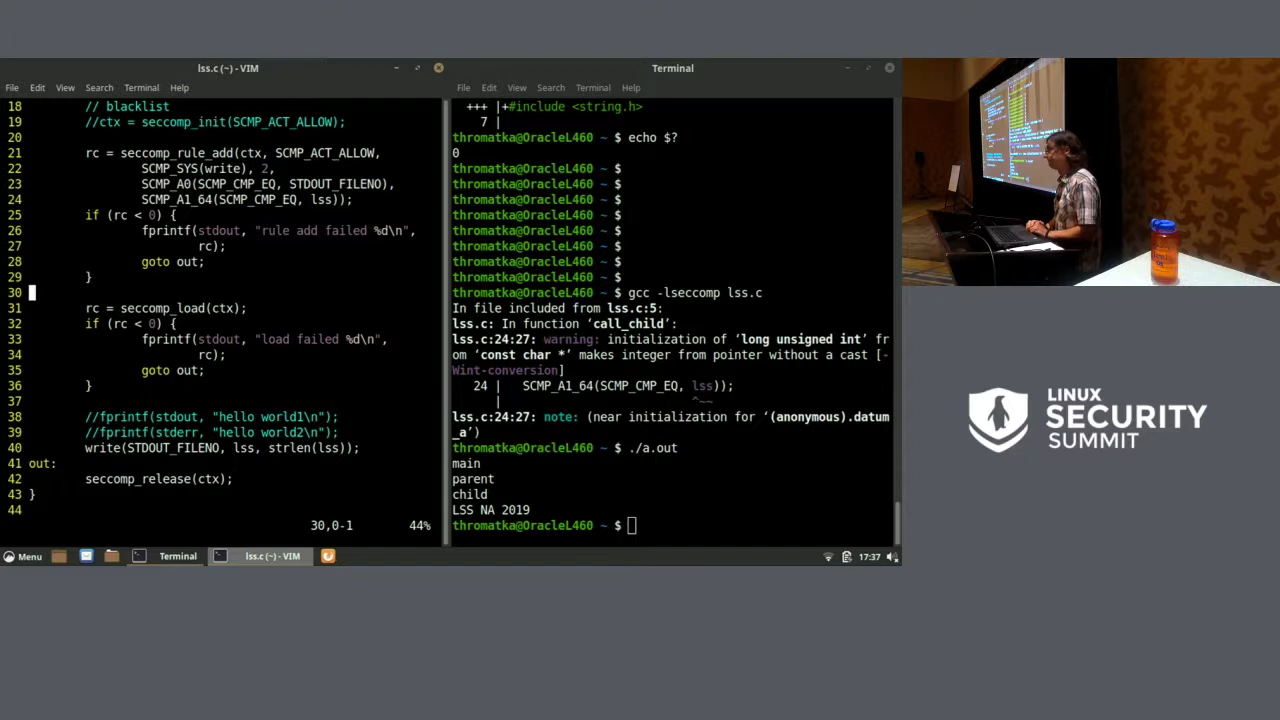 lss.c (~) - VIM
File Edit View Search Terminal Help
18 // blacklist
19 //ctx = seccomp_init(SCMP_ACT_ALLOW);
20
21 rc = seccomp_rule_add(ctx, SCMP_ACT_ALLOW,
22 SCMP_SYS(write), 2,
23 SCMP_A0(SCMP_CMP_EQ, STDOUT_FILENO),
24 SCMP_A1_64(SCMP_CMP_EQ, lss));
25 if (rc < 0) {
26 fprintf(stdout, "rule add failed %d\n",
27 rc);
28 goto out;
29 }
30
31 rc = seccomp_load(ctx);
32 if (rc < 0) {
33 fprintf(stdout, "load failed %d\n",
34 rc);
35 goto out;
36 }
37
38 //fprintf(stdout, "hello world1\n");
39 //fprintf(stderr, "hello world2\n");
40 write(STDOUT_FILENO, lss, strlen(lss));
41 out:
42 seccomp_release(ctx);
43 }
44
30,0-1 44%
Terminal
File Edit View Search Terminal Help
+++ |+#include <string.h>
7 |
thromatka@OracleL460 ~ $ echo $?
0
thromatka@OracleL460 ~ $
thromatka@OracleL460 ~ $
thromatka@OracleL460 ~ $
thromatka@OracleL460 ~ $
thromatka@OracleL460 ~ $
thromatka@OracleL460 ~ $
thromatka@OracleL460 ~ $
thromatka@OracleL460 ~ $
thromatka@OracleL460 ~ $ gcc -lseccomp lss.c
In file included from lss.c:5:
lss.c: In function ‘call_child’:
lss.c:24:27: warning: initialization of ‘long unsigned int’ fr
om ‘const char *’ makes integer from pointer without a cast [-
Wint-conversion]
24 | SCMP_A1_64(SCMP_CMP_EQ, lss));
| ^~~
lss.c:24:27: note: (near initialization for ‘(anonymous).datum
_a’)
thromatka@OracleL460 ~ $ ./a.out
main
parent
child
LSS NA 2019
thromatka@OracleL460 ~ $
Menu Terminal lss.c (~) - VIM 17:37
LINUX
SECURITY
SUMMIT